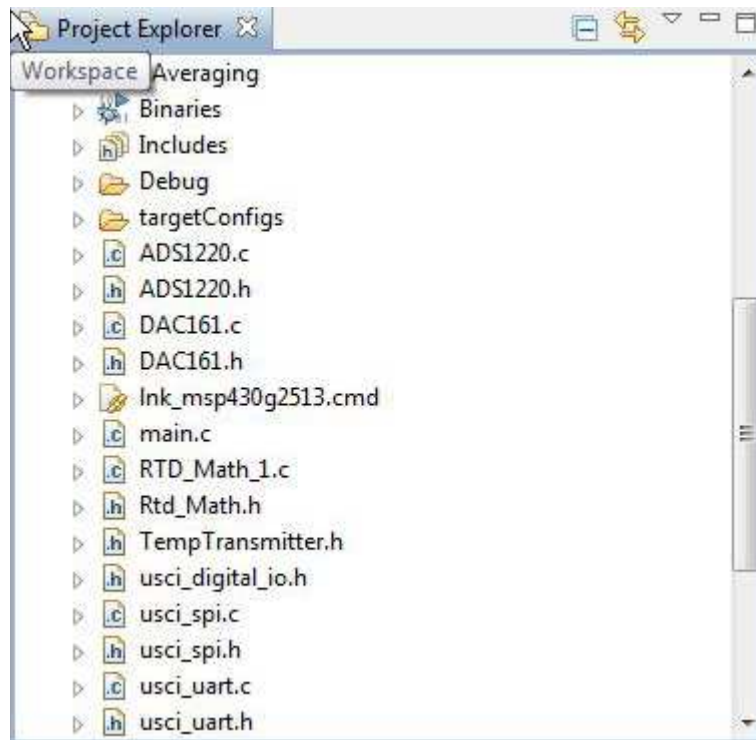 Project Explorer
Workspace
Averaging
Binaries
Includes
Debug
targetConfigs
ADS1220.c
ADS1220.h
DAC161.c
DAC161.h
lnk_msp430g2513.cmd
main.c
RTD_Math_1.c
Rtd_Math.h
TempTransmitter.h
usci_digital_io.h
usci_spi.c
usci_spi.h
usci_uart.c
usci_uart.h